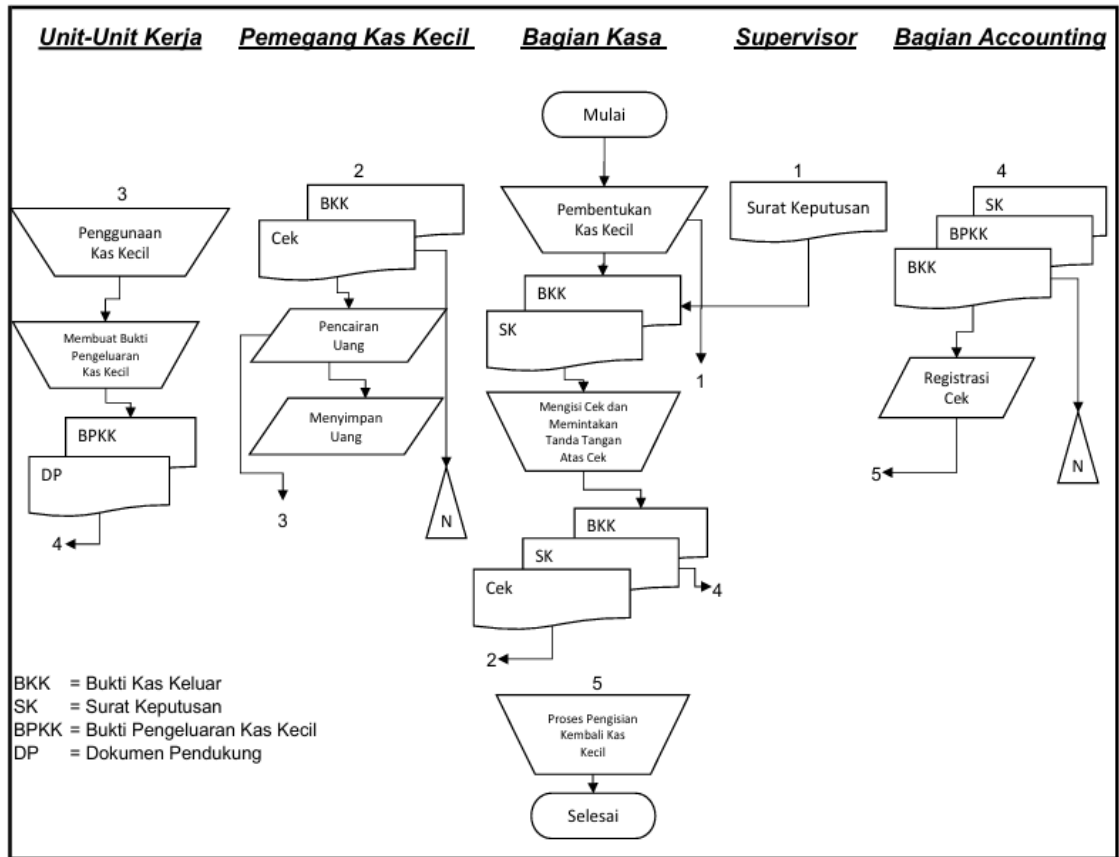 Unit-Unit Kerja
Pemegang Kas Kecil
Bagian Kasa
Supervisor
Bagian Accounting
3
Penggunaan
Kas Kecil
Membuat Bukti
Pengeluaran
Kas Kecil
BPKK
DP
4
2
BKK
Cek
Pencairan
Uang
Menyimpan
Uang
3
N
Mulai
Pembentukan
Kas Kecil
BKK
SK
1
Mengisi Cek dan
Memintakan
Tanda Tangan
Atas Cek
BKK
SK
Cek
4
2
5
Proses Pengisian
Kembali Kas
Kecil
Selesai
1
Surat Keputusan
4
SK
BPKK
BKK
Registrasi
Cek
5
N
BKK = Bukti Kas Keluar
SK = Surat Keputusan
BPKK = Bukti Pengeluaran Kas Kecil
DP = Dokumen Pendukung